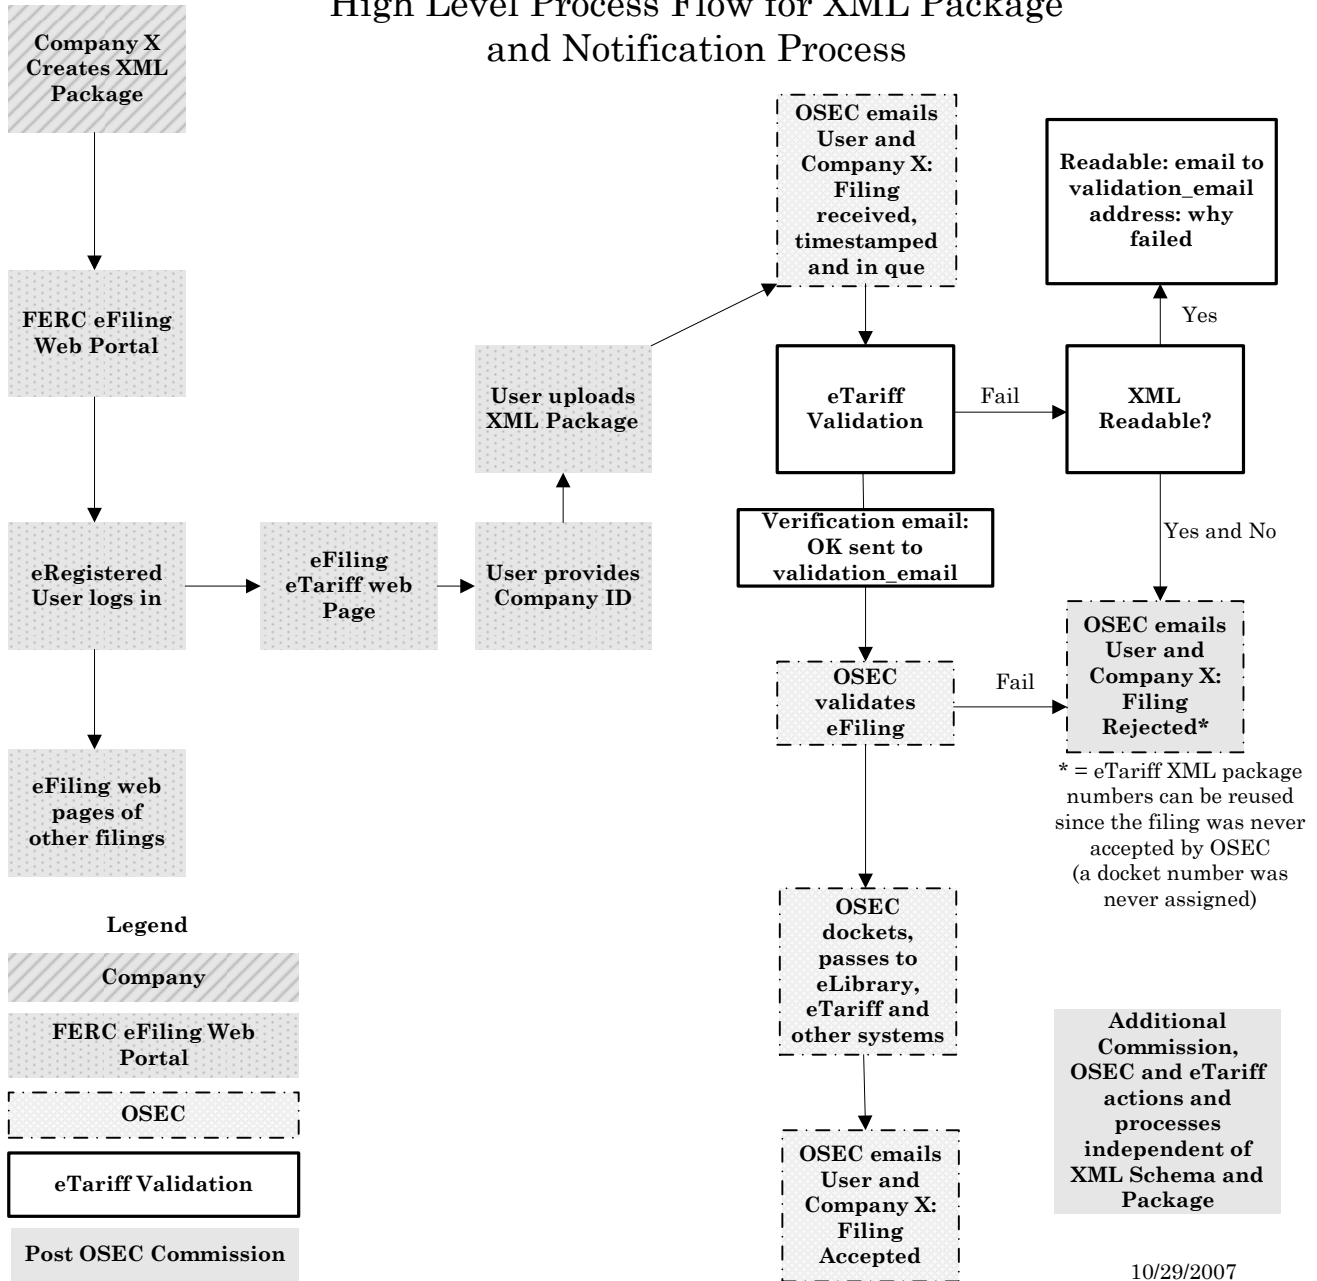 High Level Process Flow for XML Package
and Notification Process
Company X
Creates XML
Package
FERC eFiling
Web Portal
eRegistered
User logs in
eFiling web
pages of
other filings
eFiling
eTariff web
Page
User provides
Company ID
User uploads
XML Package
OSEC emails
User and
Company X:
Filing
received,
timestamped
and in que
eTariff
Validation
Fail
XML
Readable?
Yes
Readable: email to
validation_email
address: why
failed
Yes and No
Verification email:
OK sent to
validation_email
OSEC
validates
eFiling
Fail
OSEC emails
User and
Company X:
Filing
Rejected*
* = eTariff XML package
numbers can be reused
since the filing was never
accepted by OSEC
(a docket number was
never assigned)
OSEC
dockets,
passes to
eLibrary,
eTariff and
other systems
OSEC emails
User and
Company X:
Filing
Accepted
Legend
Company
FERC eFiling Web
Portal
OSEC
eTariff Validation
Post OSEC Commission
Additional
Commission,
OSEC and eTariff
actions and
processes
independent of
XML Schema and
Package
10/29/2007